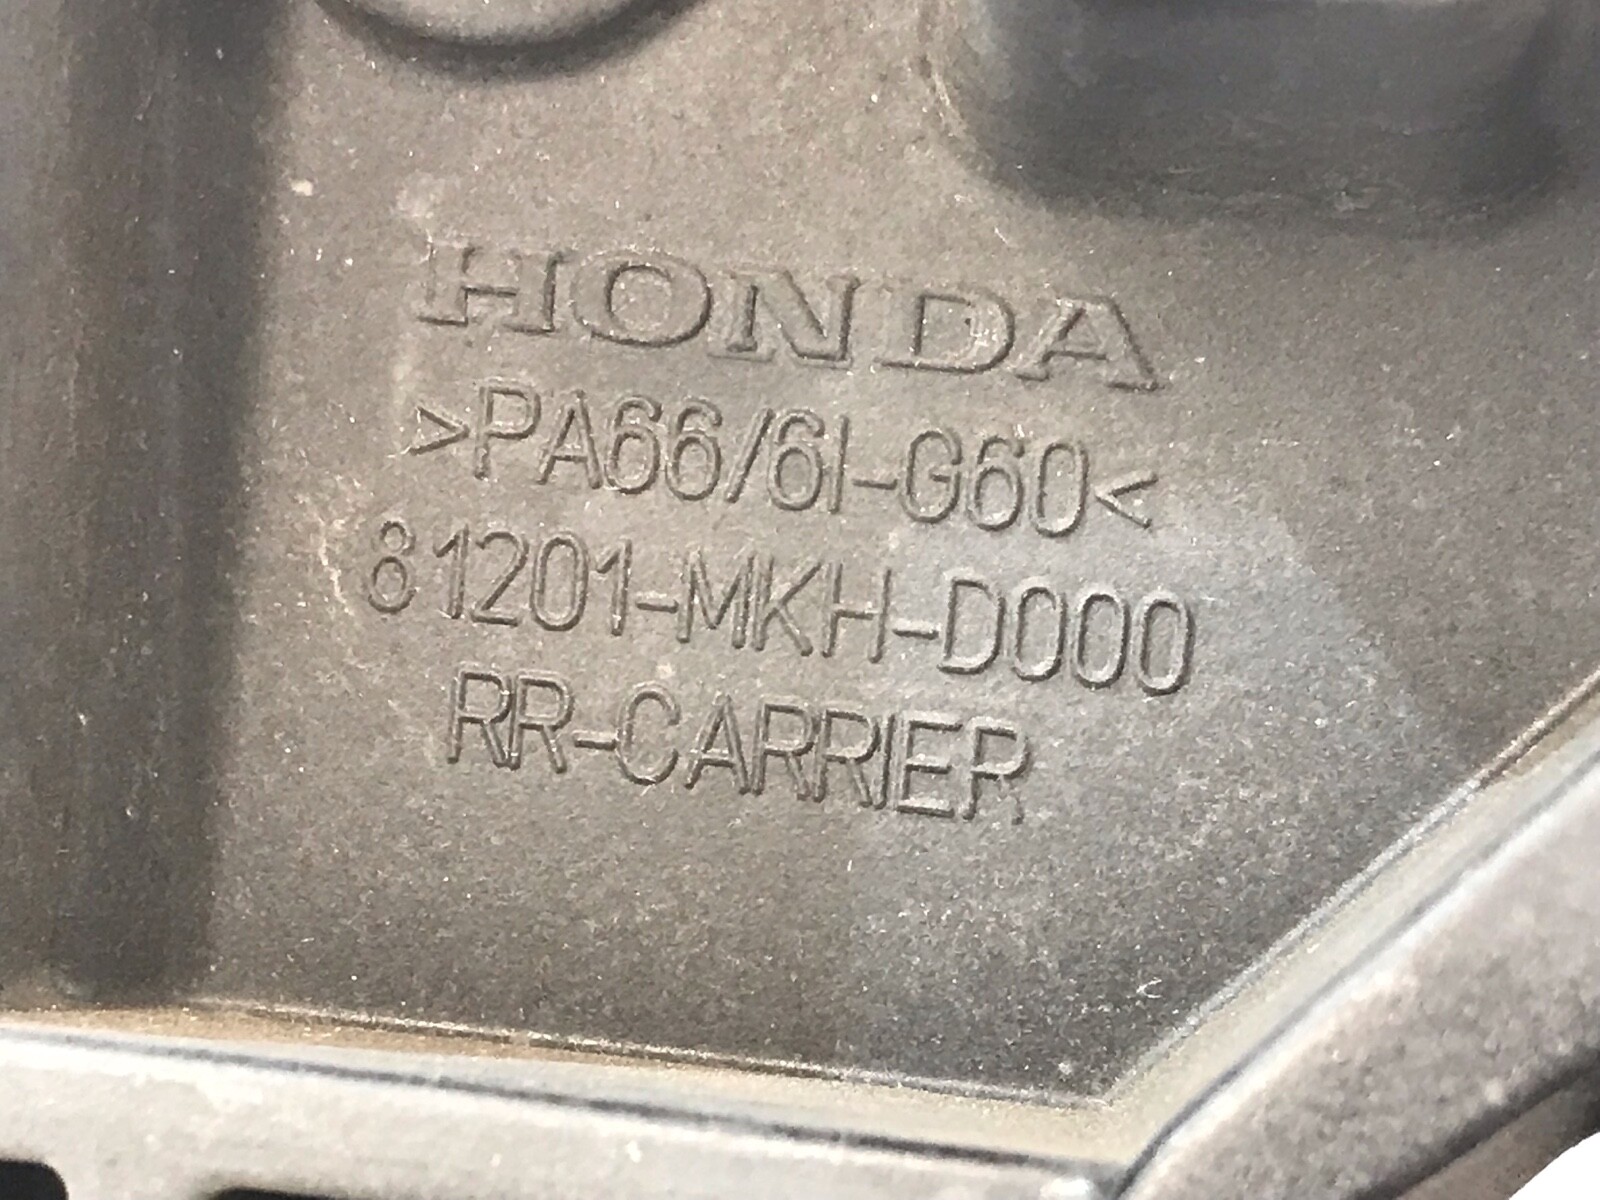 HONDA
>PA66/6I-G60<
81201-MKH-D000
RR-CARRIER